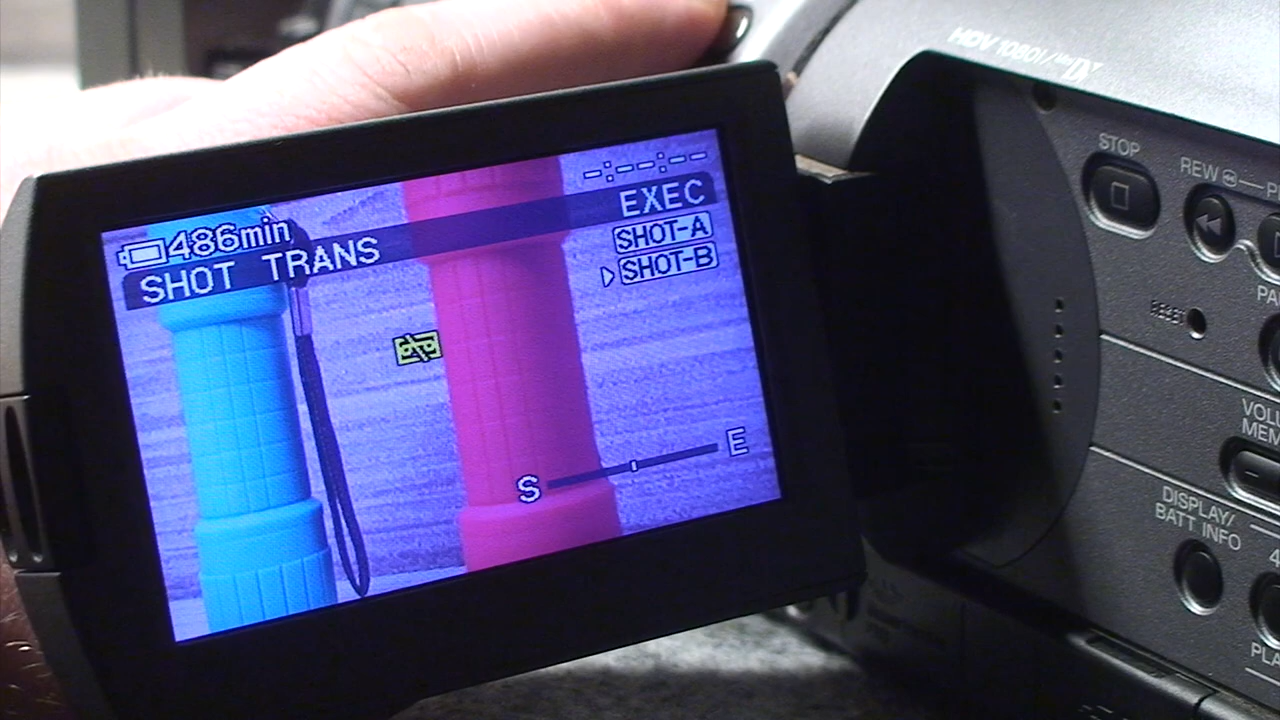 -:--:--
486min
EXEC
SHOT TRANS
SHOT-A
SHOT-B
S
E
HDV 1080i/
STOP
REW
RESET
DISPLAY/
BATT INFO